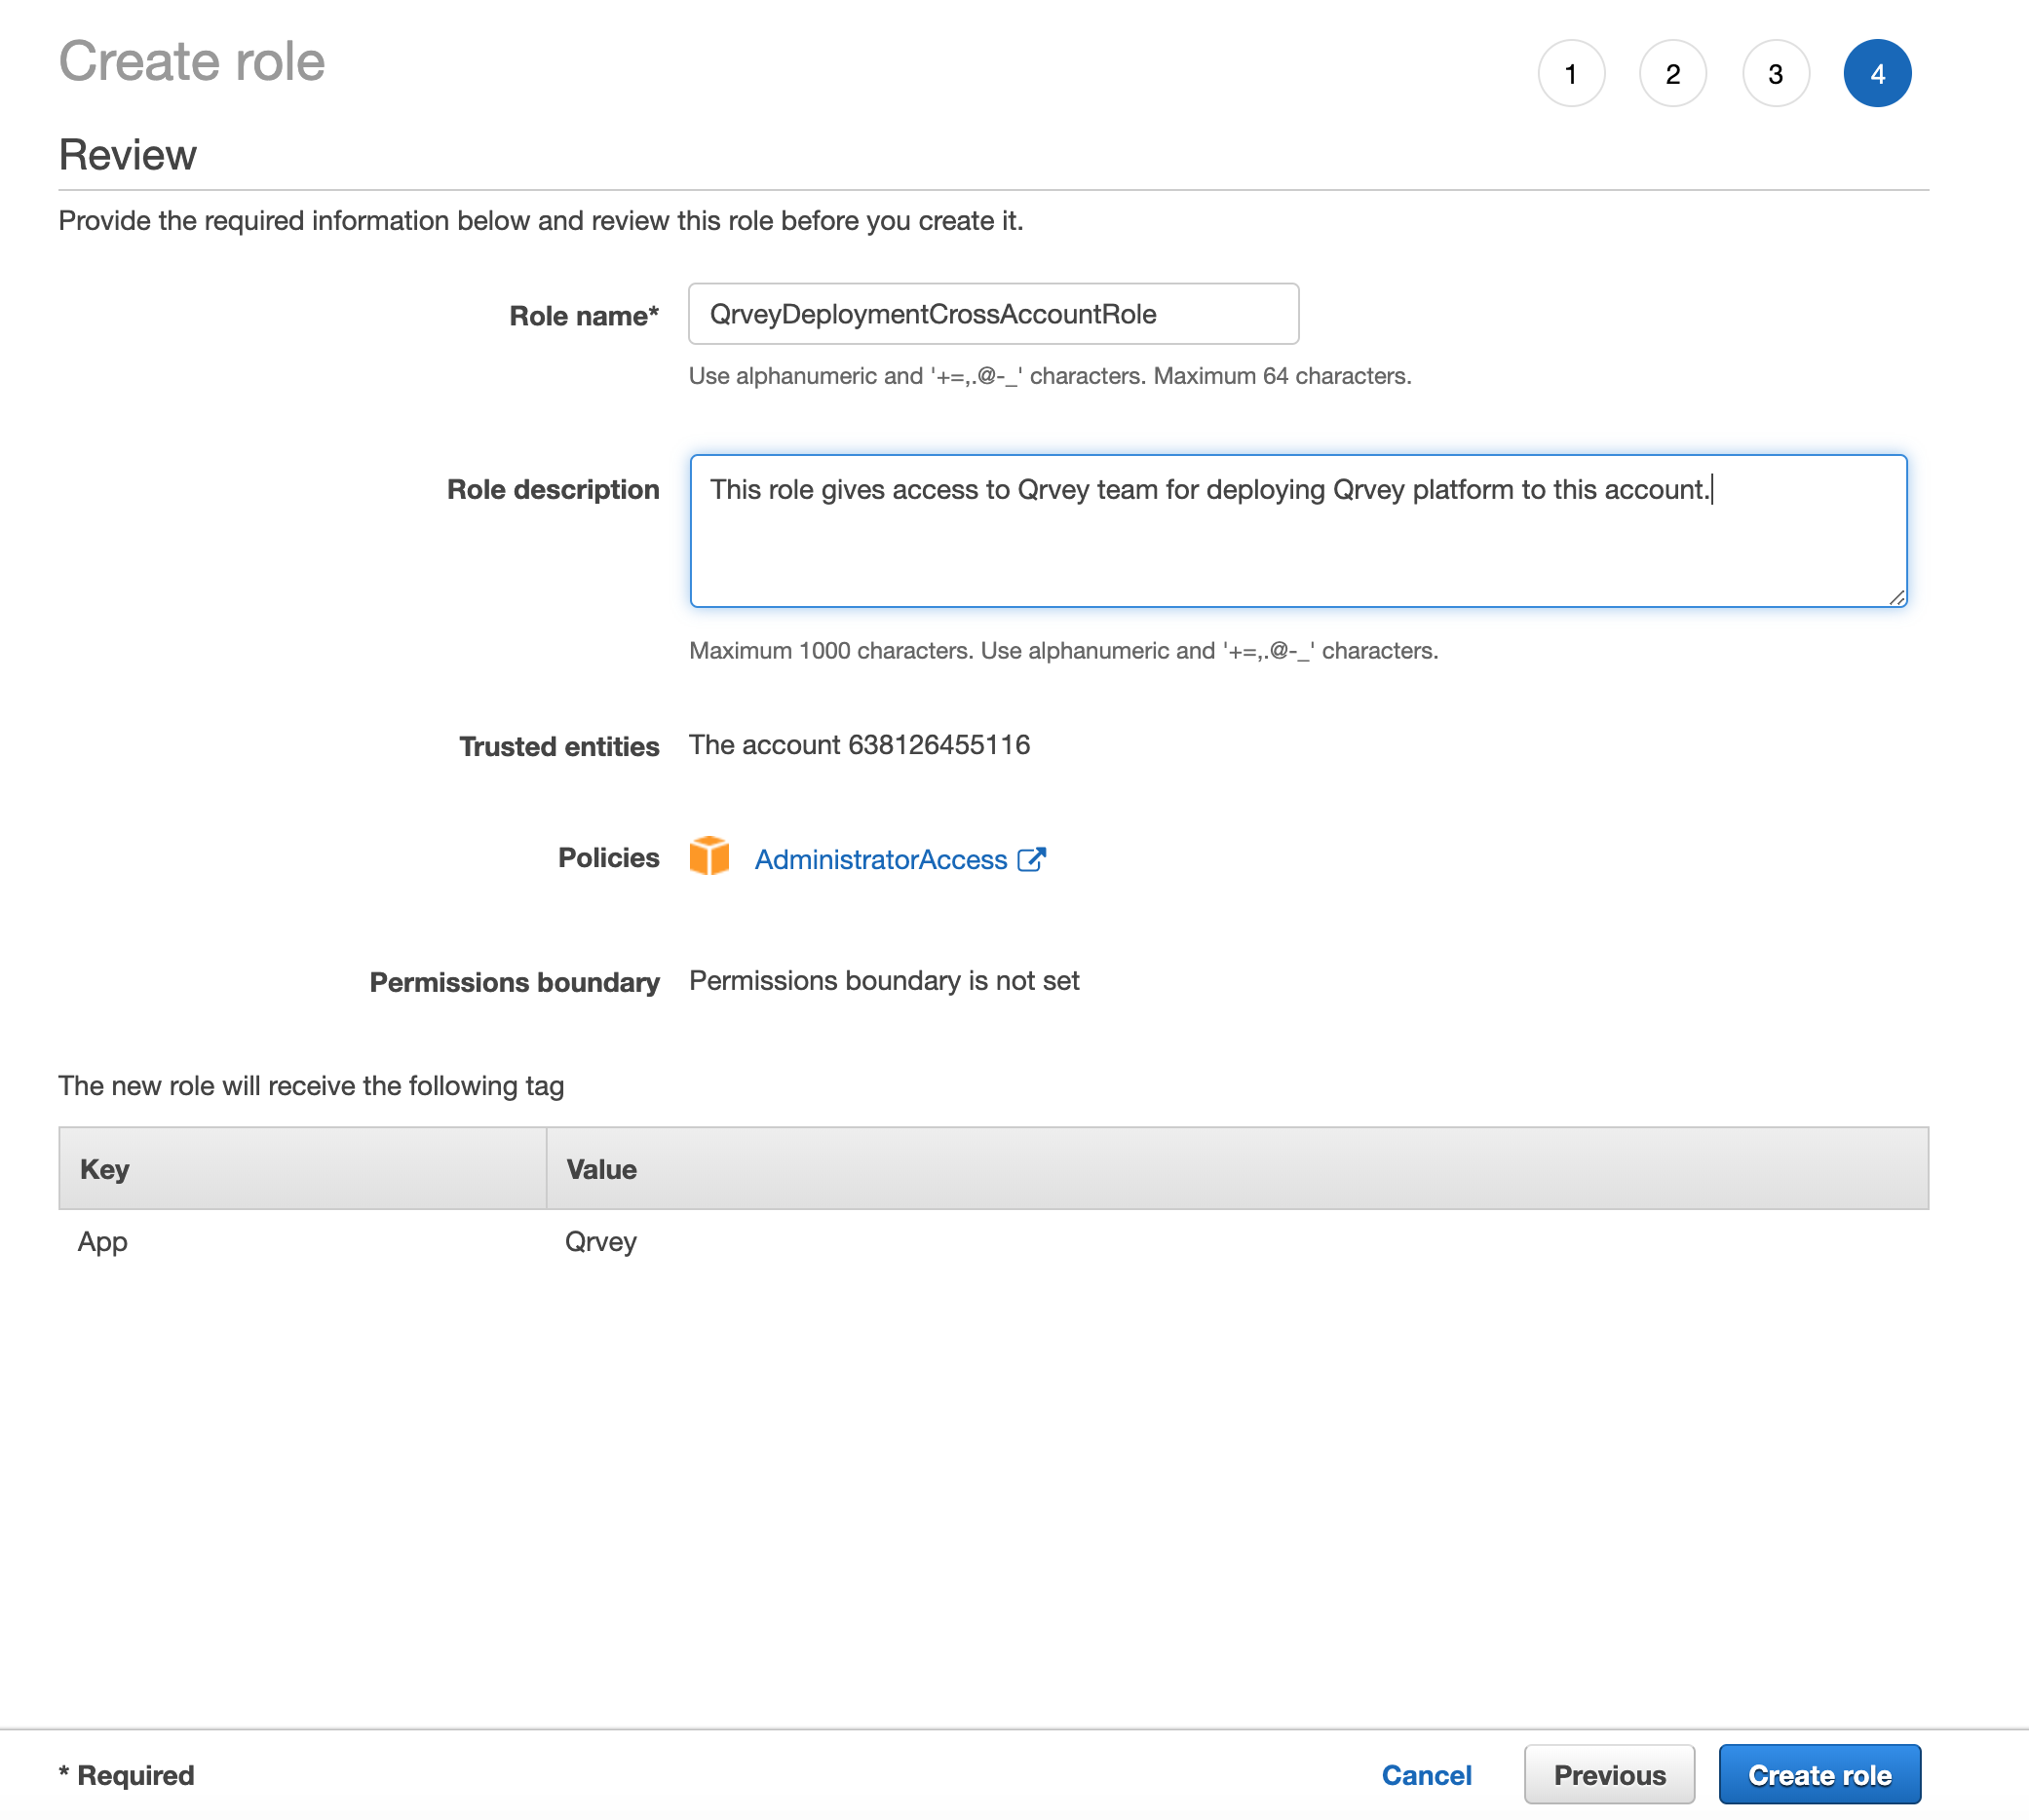 Create role
1 2 3 4
Review
Provide the required information below and review this role before you create it.
Role name* QrveyDeploymentCrossAccountRole
Use alphanumeric and '+=,.@-_' characters. Maximum 64 characters.
Role description This role gives access to Qrvey team for deploying Qrvey platform to this account.
Maximum 1000 characters. Use alphanumeric and '+=,.@-_' characters.
Trusted entities The account 638126455116
Policies AdministratorAccess
Permissions boundary Permissions boundary is not set
The new role will receive the following tag
Key Value
App Qrvey
* Required Cancel Previous Create role